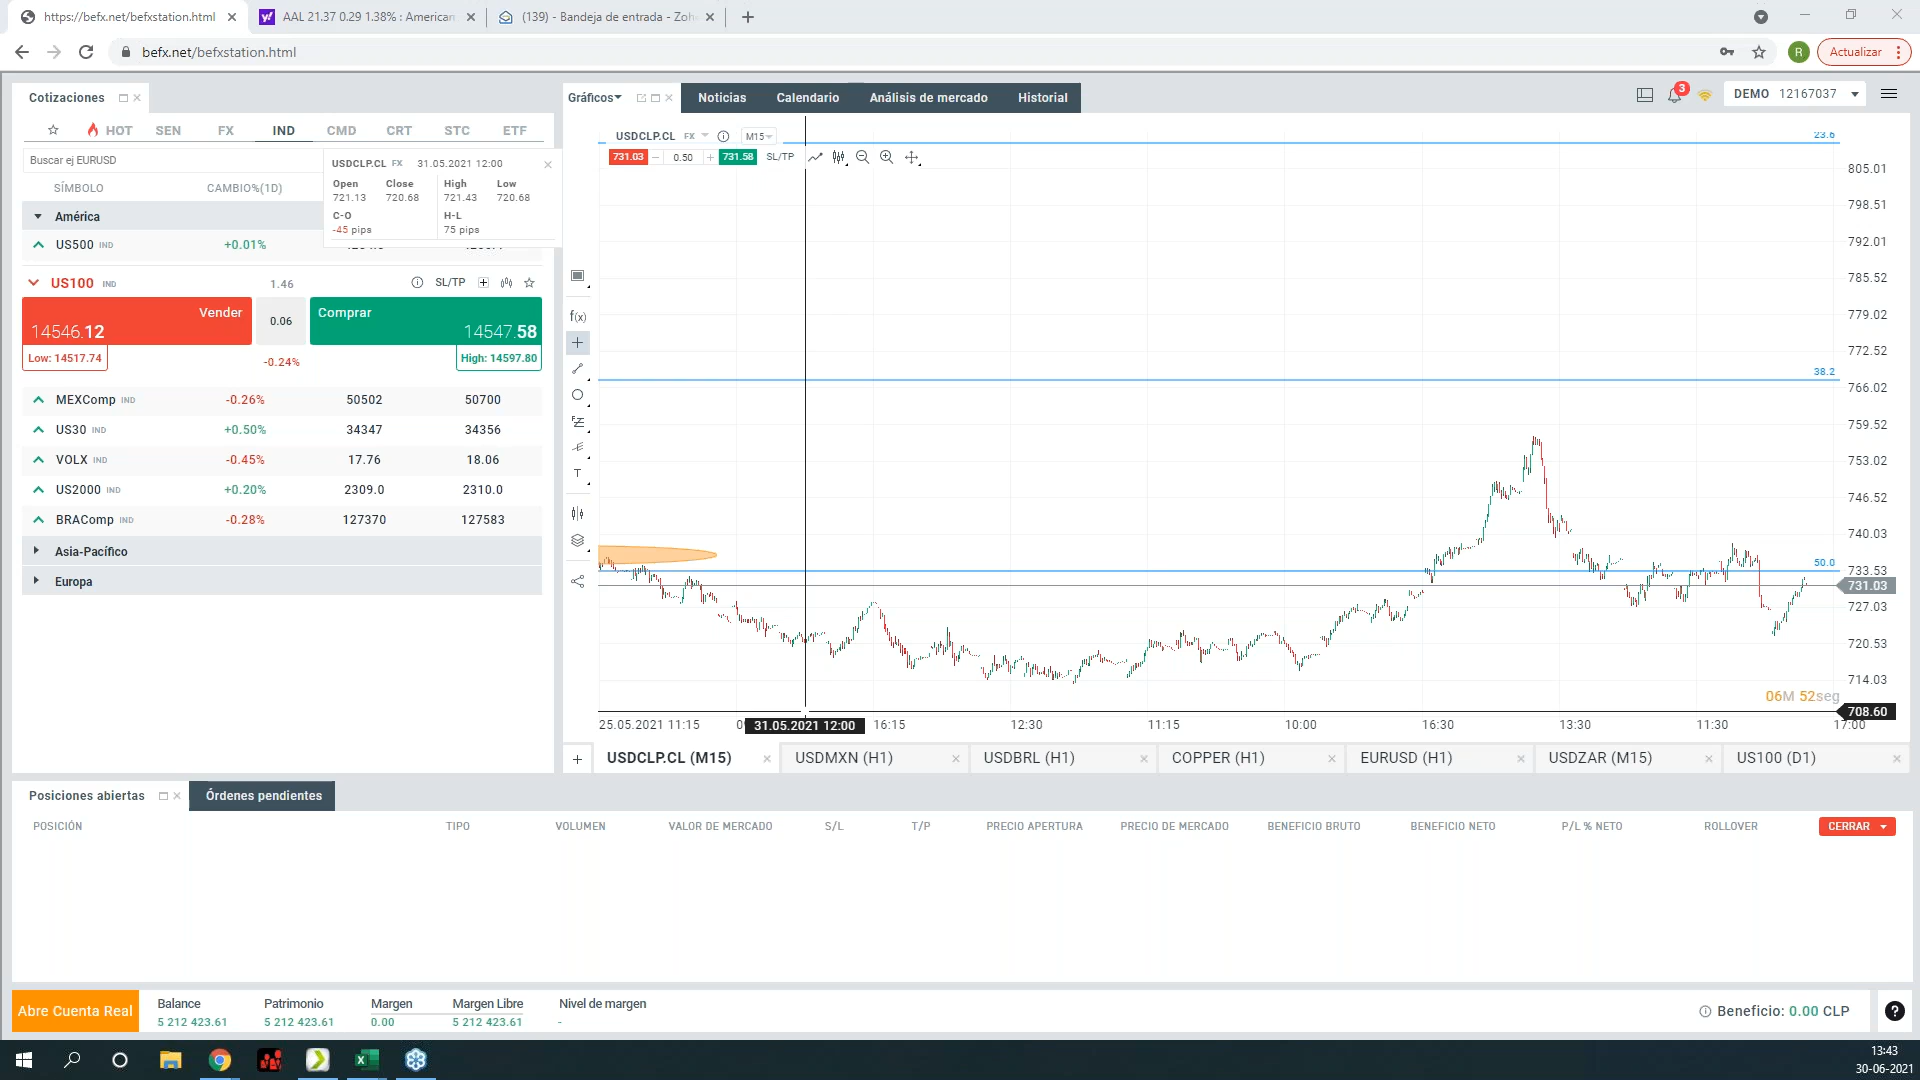 https://befx.net/befxstation.html
AAL 21.37 0.29 1.38% : American
(139) - Bandeja de entrada - Zoh
befx.net/befxstation.html
R
Actualizar
Cotizaciones
HOT SEN FX IND CMD CRT STC ETF
Buscar ej EURUSD
SÍMBOLO CAMBIO%(1D)
América
US500 IND +0.01%
US100 IND 1.46 SL/TP
Vender
14546.12
0.06
Comprar
14547.58
Low: 14517.74
-0.24%
High: 14597.80
MEXComp IND -0.26% 50502 50700
US30 IND +0.50% 34347 34356
VOLX IND -0.45% 17.76 18.06
US2000 IND +0.20% 2309.0 2310.0
BRAComp IND -0.28% 127370 127583
Asia-Pacífico
Europa
USDCLP.CL FX 31.05.2021 12:00
Open Close High Low
721.13 720.68 721.43 720.68
C-O H-L
-45 pips 75 pips
Gráficos
Noticias Calendario Análisis de mercado Historial
3
DEMO 12167037
USDCLP.CL FX M15
731.03 0.50 731.58 SL/TP
f(x)
T
23.6
805.01
798.51
792.01
785.52
779.02
772.52
38.2
766.02
759.52
753.02
746.52
740.03
50.0
733.53
731.03
727.03
720.53
714.03
06M 52seg
708.60
25.05.2021 11:15 31.05.2021 12:00 16:15 12:30 11:15 10:00 16:30 13:30 11:30 17:00
USDCLP.CL (M15) USDMXN (H1) USDBRL (H1) COPPER (H1) EURUSD (H1) USDZAR (M15) US100 (D1)
Posiciones abiertas
Órdenes pendientes
POSICIÓN TIPO VOLUMEN VALOR DE MERCADO S/L T/P PRECIO APERTURA PRECIO DE MERCADO BENEFICIO BRUTO BENEFICIO NETO P/L % NETO ROLLOVER CERRAR
Abre Cuenta Real
Balance Patrimonio Margen Margen Libre Nivel de margen
5 212 423.61 5 212 423.61 0.00 5 212 423.61 -
Beneficio: 0.00 CLP
13:43
30-06-2021